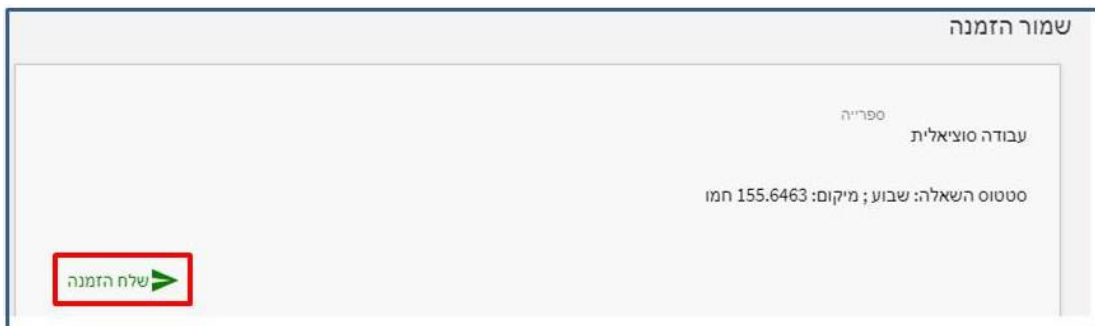 שמור הזמנה
ספרייה
עבודה סוציאלית
סטטוס השאלה: שבוע ; מיקום: 155.6463 חמו
שלח הזמנה